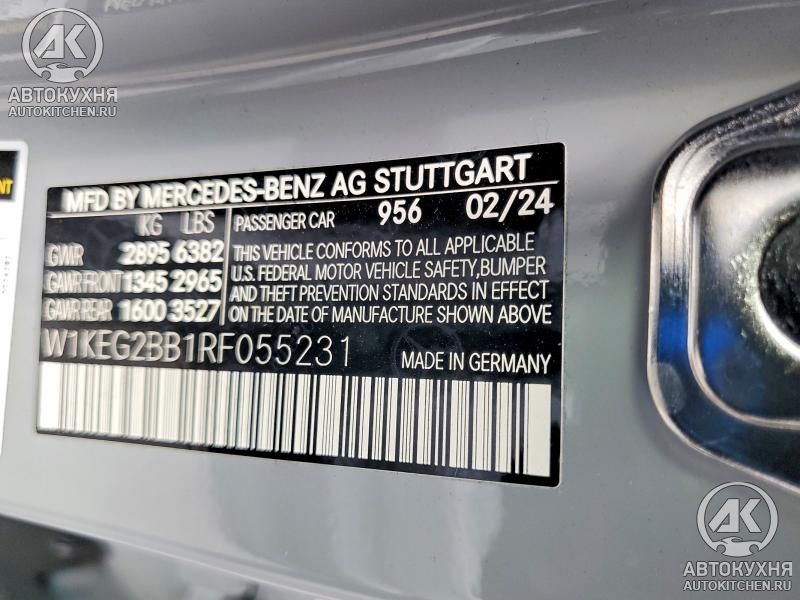 АК
АВТОКУХНЯ
AUTOKITCHEN.RU
MFD BY MERCEDES-BENZ AG STUTTGART
KG LBS
PASSENGER CAR 956 02/24
GWR 2895 6382
GAWR FRONT 1345 2965
GAWR REAR 1600 3527
THIS VEHICLE CONFORMS TO ALL APPLICABLE
U.S. FEDERAL MOTOR VEHICLE SAFETY, BUMPER
AND THEFT PREVENTION STANDARDS IN EFFECT
ON THE DATE OF MANUFACTURE SHOWN ABOVE
W1KEG2BB1RF055231
MADE IN GERMANY
АК
АВТОКУХНЯ
AUTOKITCHEN.RU